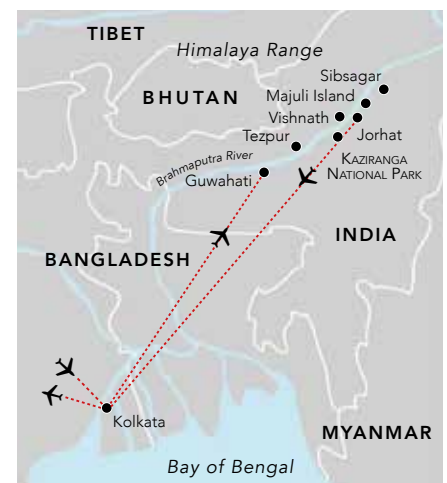 TIBET
Himalaya Range
Sibsagar
BHUTAN
Majuli Island
Vishnath
Tezpur
Jorhat
Brahmaputra River
KAZIRANGA
NATIONAL PARK
Guwahati
INDIA
BANGLADESH
Kolkata
MYANMAR
Bay of Bengal